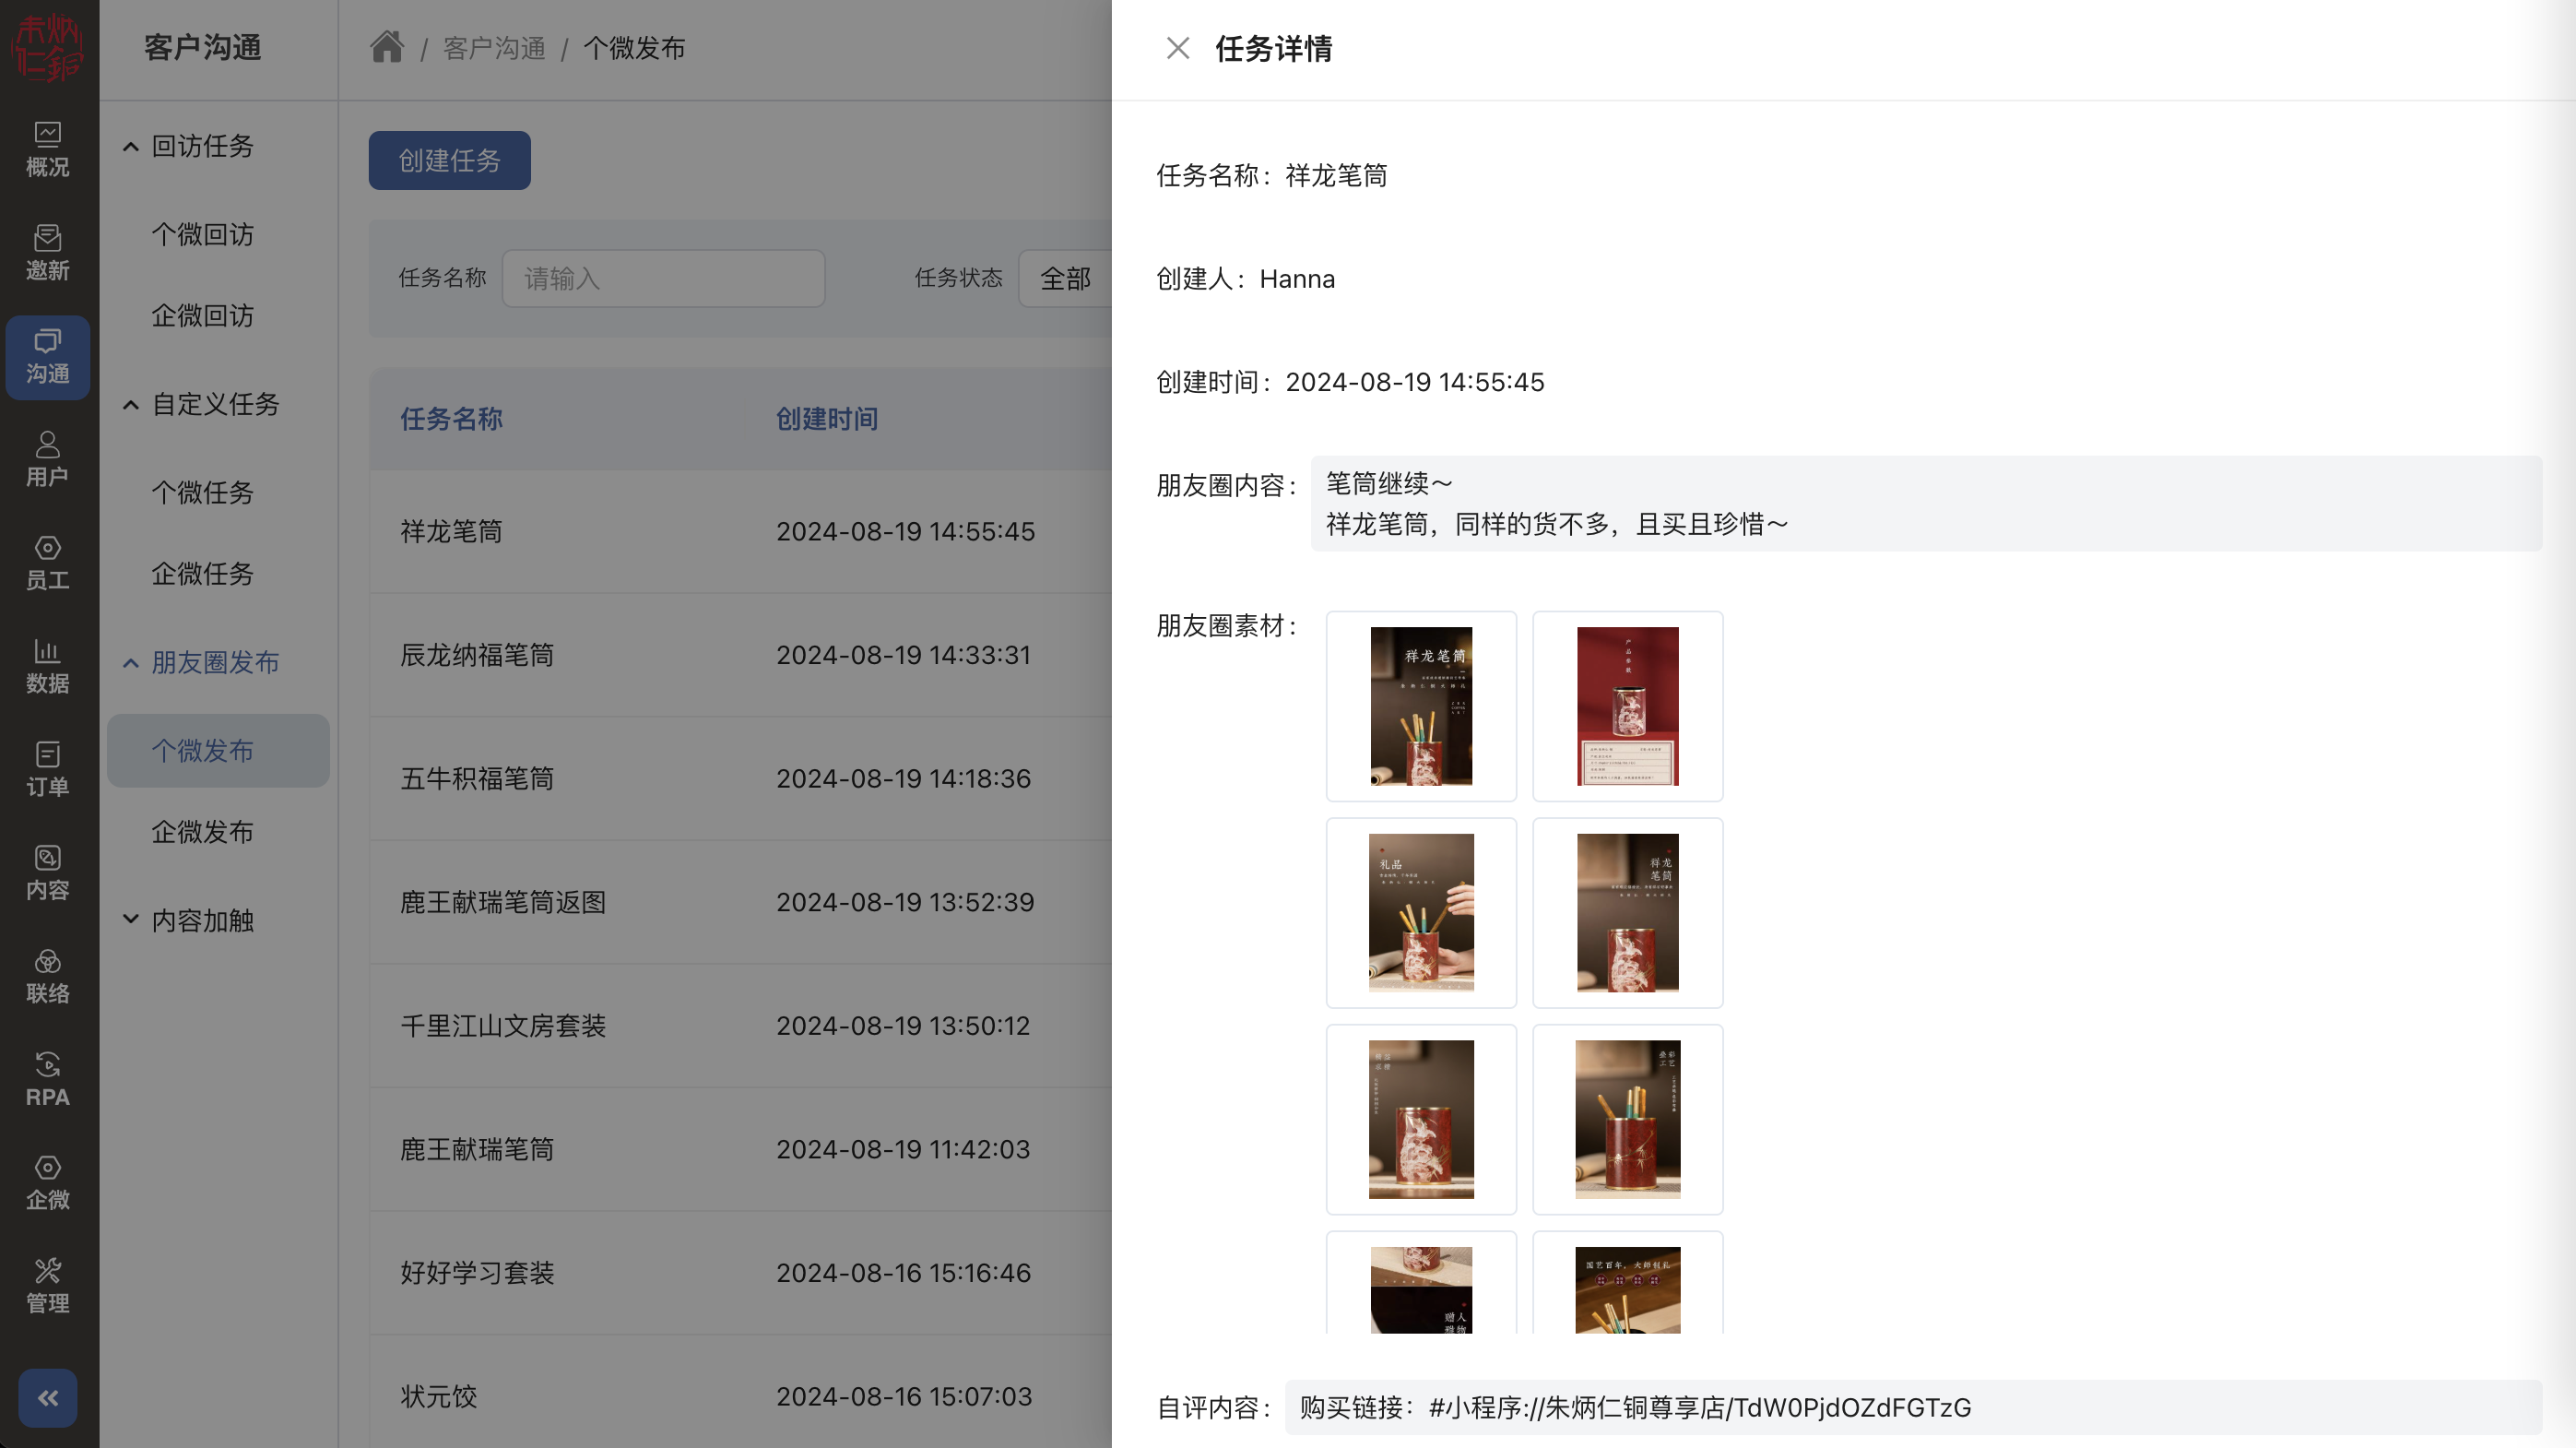 朱炳仁銅
概况
邀新
沟通
用户
员工
数据
订单
内容
联络
RPA
企微
管理
客户沟通
回访任务
个微回访
企微回访
自定义任务
个微任务
企微任务
朋友圈发布
个微发布
企微发布
内容加触
/ 客户沟通 / 个微发布
创建任务
任务名称 请输入 任务状态 全部
任务名称 创建时间
祥龙笔筒 2024-08-19 14:55:45
辰龙纳福笔筒 2024-08-19 14:33:31
五牛积福笔筒 2024-08-19 14:18:36
鹿王献瑞笔筒返图 2024-08-19 13:52:39
千里江山文房套装 2024-08-19 13:50:12
鹿王献瑞笔筒 2024-08-19 11:42:03
好好学习套装 2024-08-16 15:16:46
状元饺 2024-08-16 15:07:03
任务详情
任务名称：祥龙笔筒
创建人：Hanna
创建时间：2024-08-19 14:55:45
朋友圈内容：
笔筒继续～
祥龙笔筒，同样的货不多，且买且珍惜～
朋友圈素材：
祥龙笔筒
礼品
祥龙
笔筒
国艺百年，大师制礼
自评内容：购买链接：#小程序://朱炳仁铜尊享店/TdW0PjdOZdFGTzG